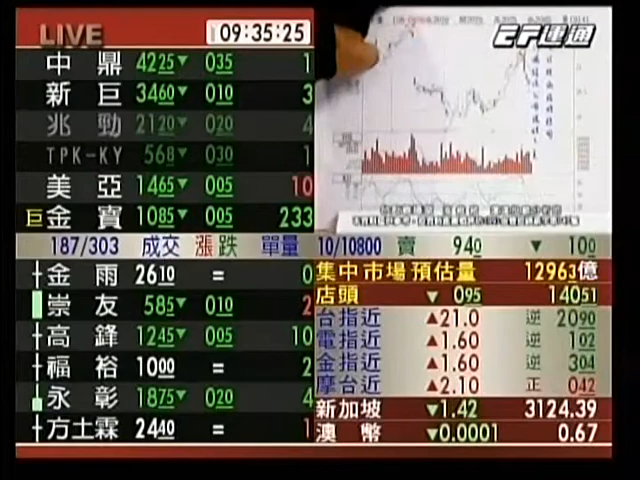 LIVE 09:35:25
EF建通
中鼎 4225▼ 035 1
新巨 3460▼ 010 3
兆勁 2120▼ 020 4
TPK-KY 568▼ 030 1
美亞 1465▼ 005 10
巨金寶 1085▼ 005 233
187/303 成交 漲跌 單量 10/10800 賣 940 ▼ 100
金雨 2610 = 0
崇友 585▼ 010 2
高鋒 1245▼ 005 10
福裕 1000 = 2
永彰 1875▼ 020 4
方土霖 2440 = 1
集中市場預估量 12963億
店頭 ▼ 095 14051
台指近 ▲21.0 逆 2090
電指近 ▲1.60 逆 102
金指近 ▲1.60 逆 304
摩台近 ▲2.10 正 042
新加坡 ▼1.42 3124.39
澳幣 ▼0.0001 0.67